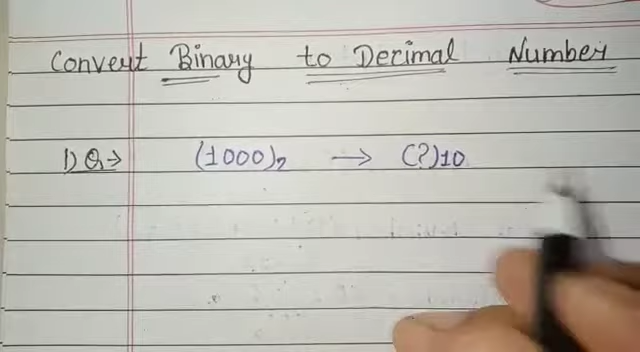 Convert Binary to Decimal Number
1) Q→ (1000)2 → (?)10